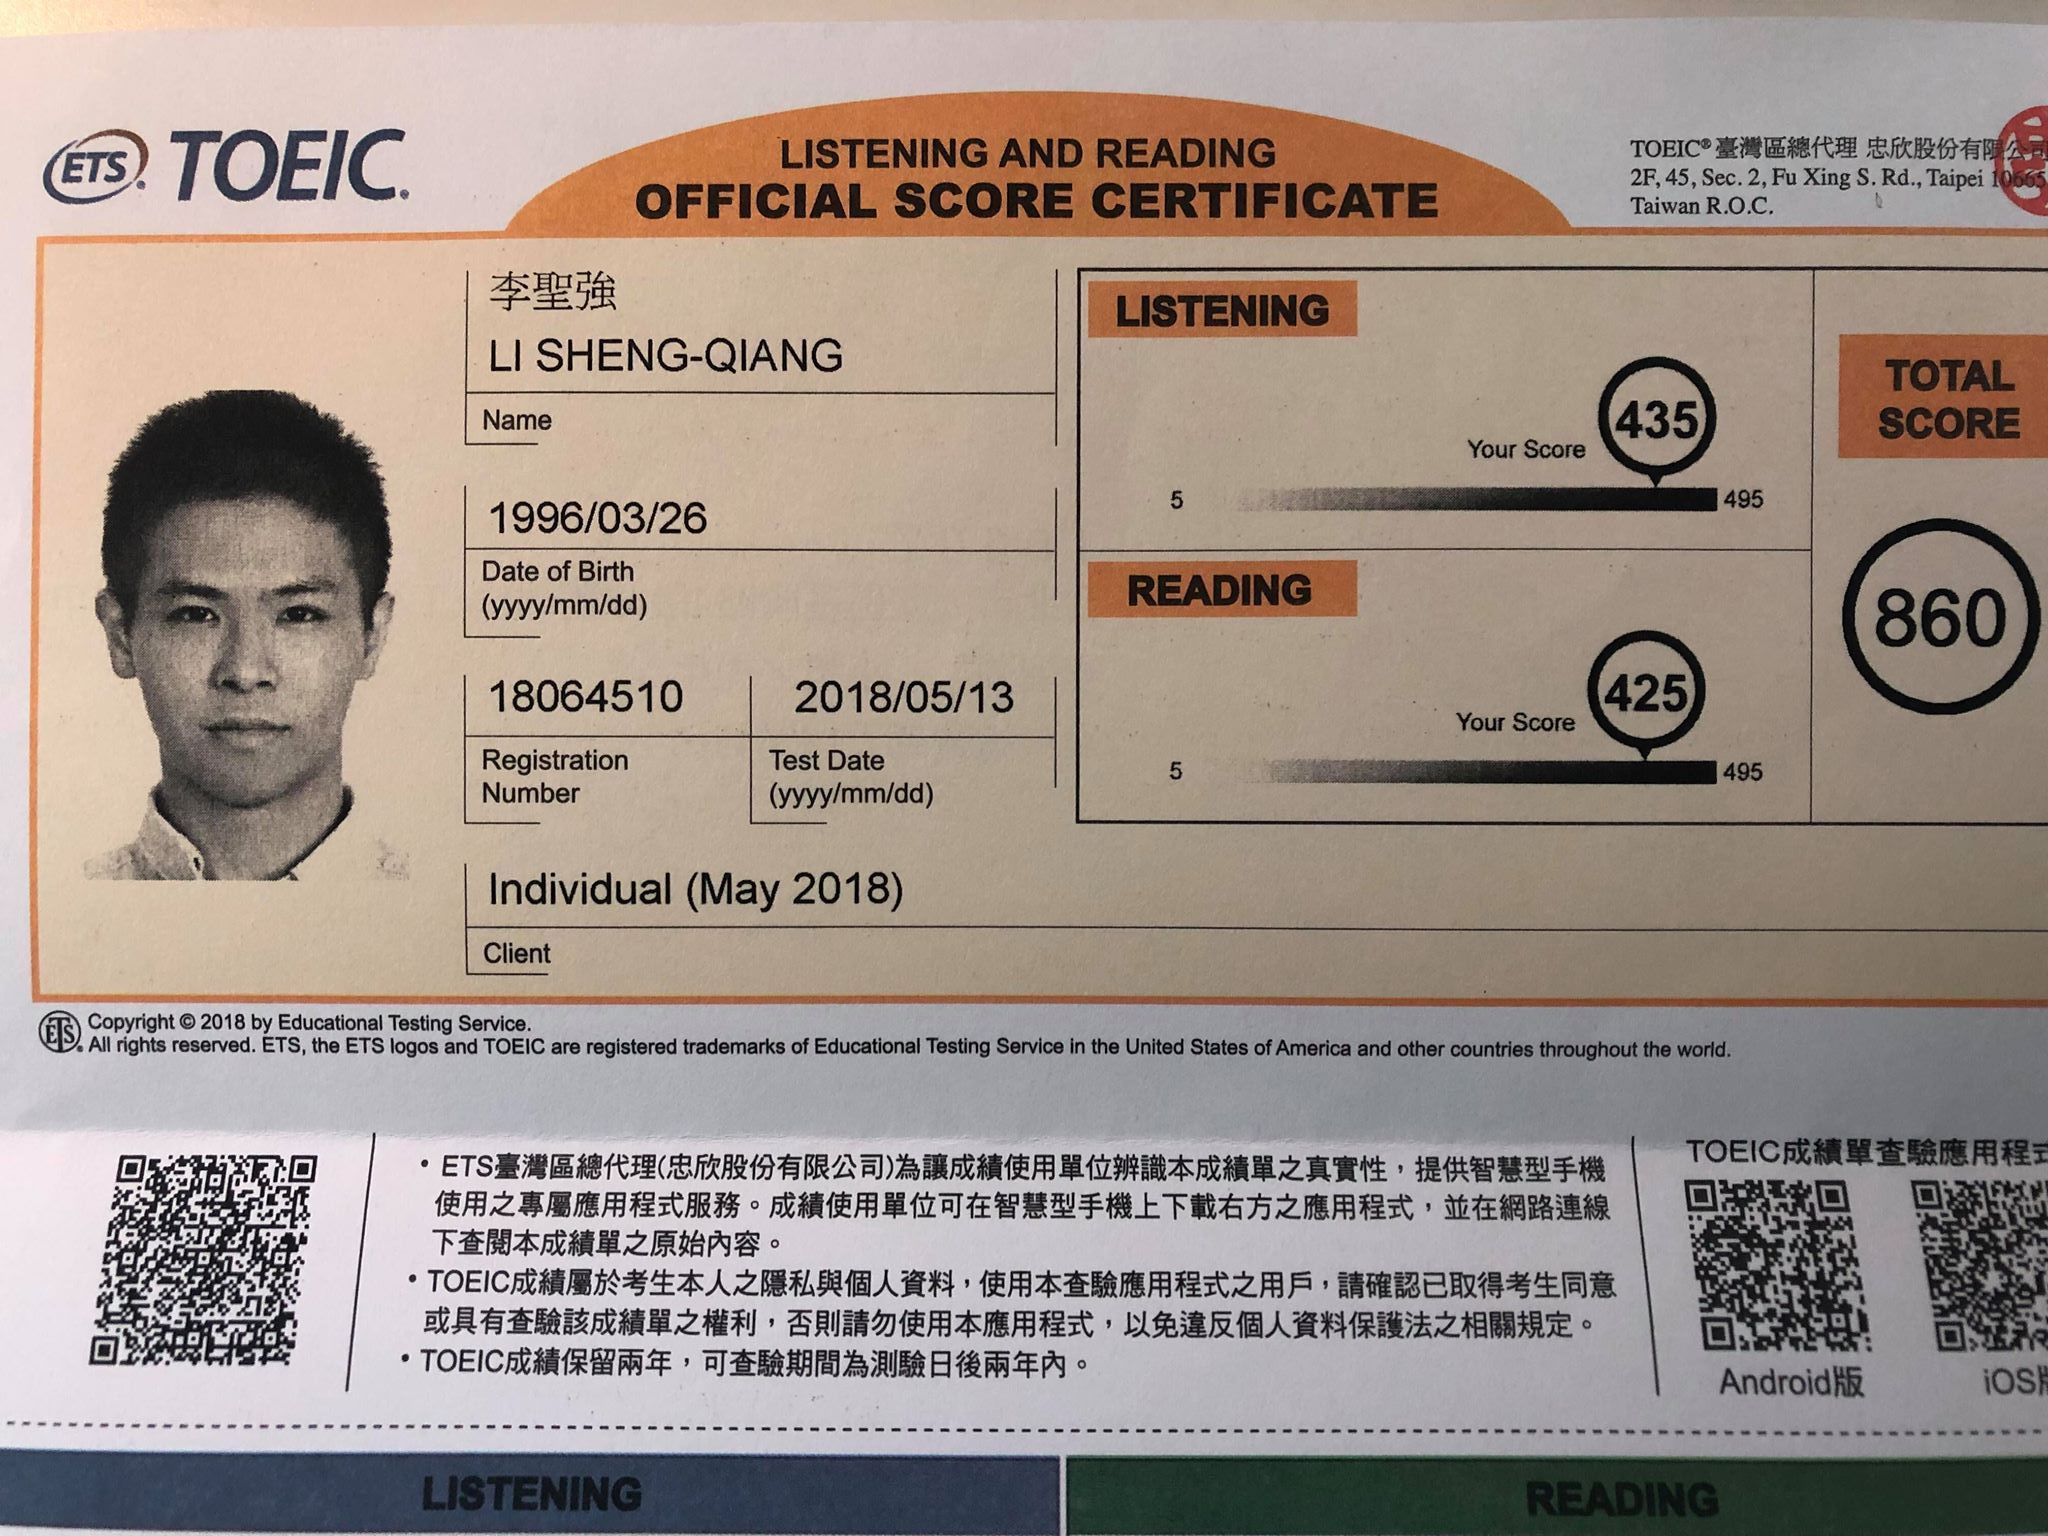 ETS. TOEIC.
LISTENING AND READING
OFFICIAL SCORE CERTIFICATE
TOEIC® 臺灣區總代理 忠欣股份有限公司
2F, 45, Sec. 2, Fu Xing S. Rd., Taipei 10665
Taiwan R.O.C.
李聖強
LI SHENG-QIANG
Name
1996/03/26
Date of Birth
(yyyy/mm/dd)
18064510
Registration
Number
2018/05/13
Test Date
(yyyy/mm/dd)
Individual (May 2018)
Client
LISTENING
Your Score 435
5 495
READING
Your Score 425
5 495
TOTAL
SCORE
860
ETS. Copyright © 2018 by Educational Testing Service.
All rights reserved. ETS, the ETS logos and TOEIC are registered trademarks of Educational Testing Service in the United States of America and other countries throughout the world.
• ETS臺灣區總代理(忠欣股份有限公司)為讓成績使用單位辨識本成績單之真實性，提供智慧型手機
使用之專屬應用程式服務。成績使用單位可在智慧型手機上下載右方之應用程式，並在網路連線
下查閱本成績單之原始內容。
• TOEIC成績屬於考生本人之隱私與個人資料，使用本查驗應用程式之用戶，請確認已取得考生同意
或具有查驗該成績單之權利，否則請勿使用本應用程式，以免違反個人資料保護法之相關規定。
• TOEIC成績保留兩年，可查驗期間為測驗日後兩年內。
TOEIC成績單查驗應用程式
Android版
iOS版
LISTENING
READING